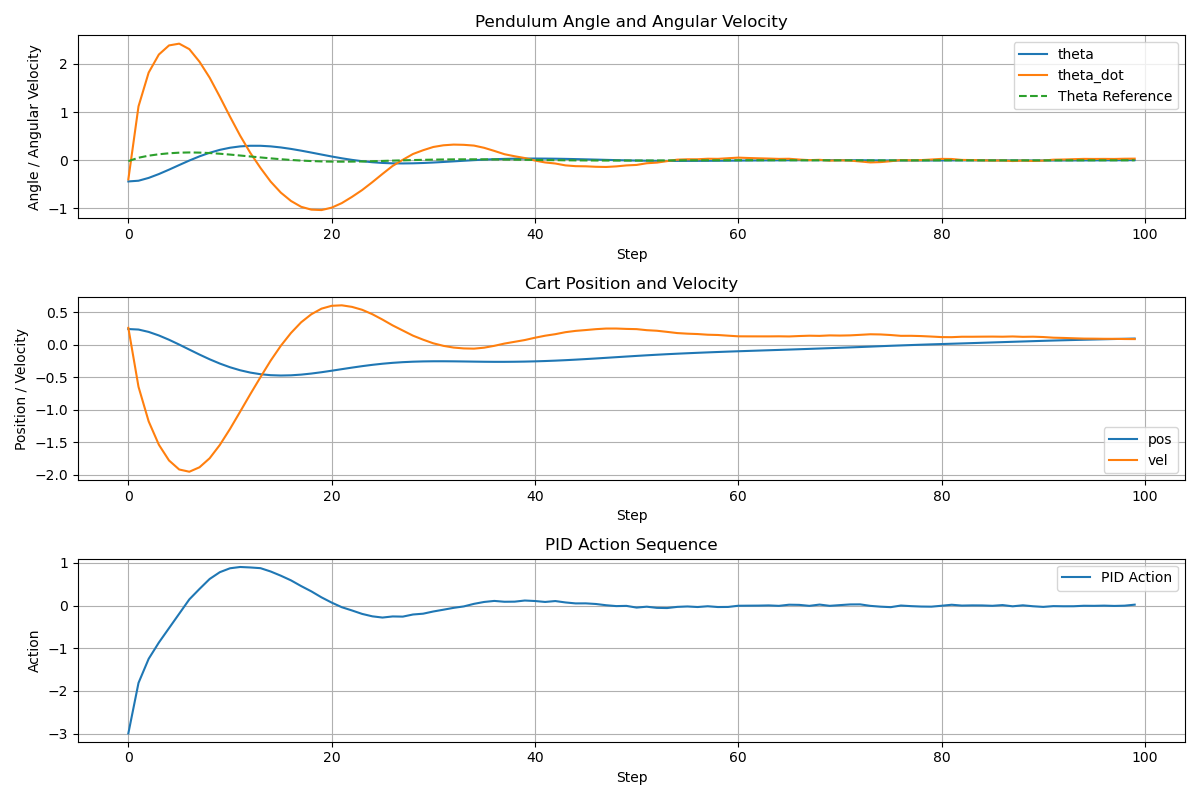 Pendulum Angle and Angular Velocity
Angle / Angular Velocity
2
1
0
−1
theta
theta_dot
Theta Reference
0 20 40 60 80 100
Step
Cart Position and Velocity
Position / Velocity
0.5
0.0
−0.5
−1.0
−1.5
−2.0
pos
vel
0 20 40 60 80 100
Step
PID Action Sequence
Action
1
0
−1
−2
−3
PID Action
0 20 40 60 80 100
Step